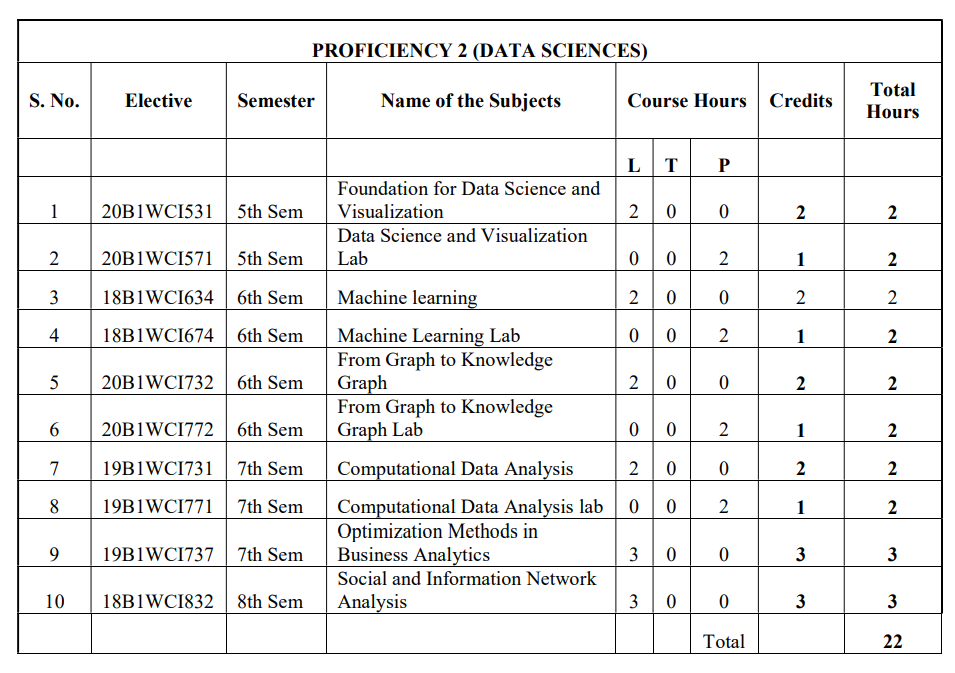 PROFICIENCY 2 (DATA SCIENCES)
S. No. Elective Semester Name of the Subjects Course Hours Credits Total Hours
L T P
1 20B1WCI531 5th Sem Foundation for Data Science and Visualization 2 0 0 2 2
2 20B1WCI571 5th Sem Data Science and Visualization Lab 0 0 2 1 2
3 18B1WCI634 6th Sem Machine learning 2 0 0 2 2
4 18B1WCI674 6th Sem Machine Learning Lab 0 0 2 1 2
5 20B1WCI732 6th Sem From Graph to Knowledge Graph 2 0 0 2 2
6 20B1WCI772 6th Sem From Graph to Knowledge Graph Lab 0 0 2 1 2
7 19B1WCI731 7th Sem Computational Data Analysis 2 0 0 2 2
8 19B1WCI771 7th Sem Computational Data Analysis lab 0 0 2 1 2
9 19B1WCI737 7th Sem Optimization Methods in Business Analytics 3 0 0 3 3
10 18B1WCI832 8th Sem Social and Information Network Analysis 3 0 0 3 3
Total 22